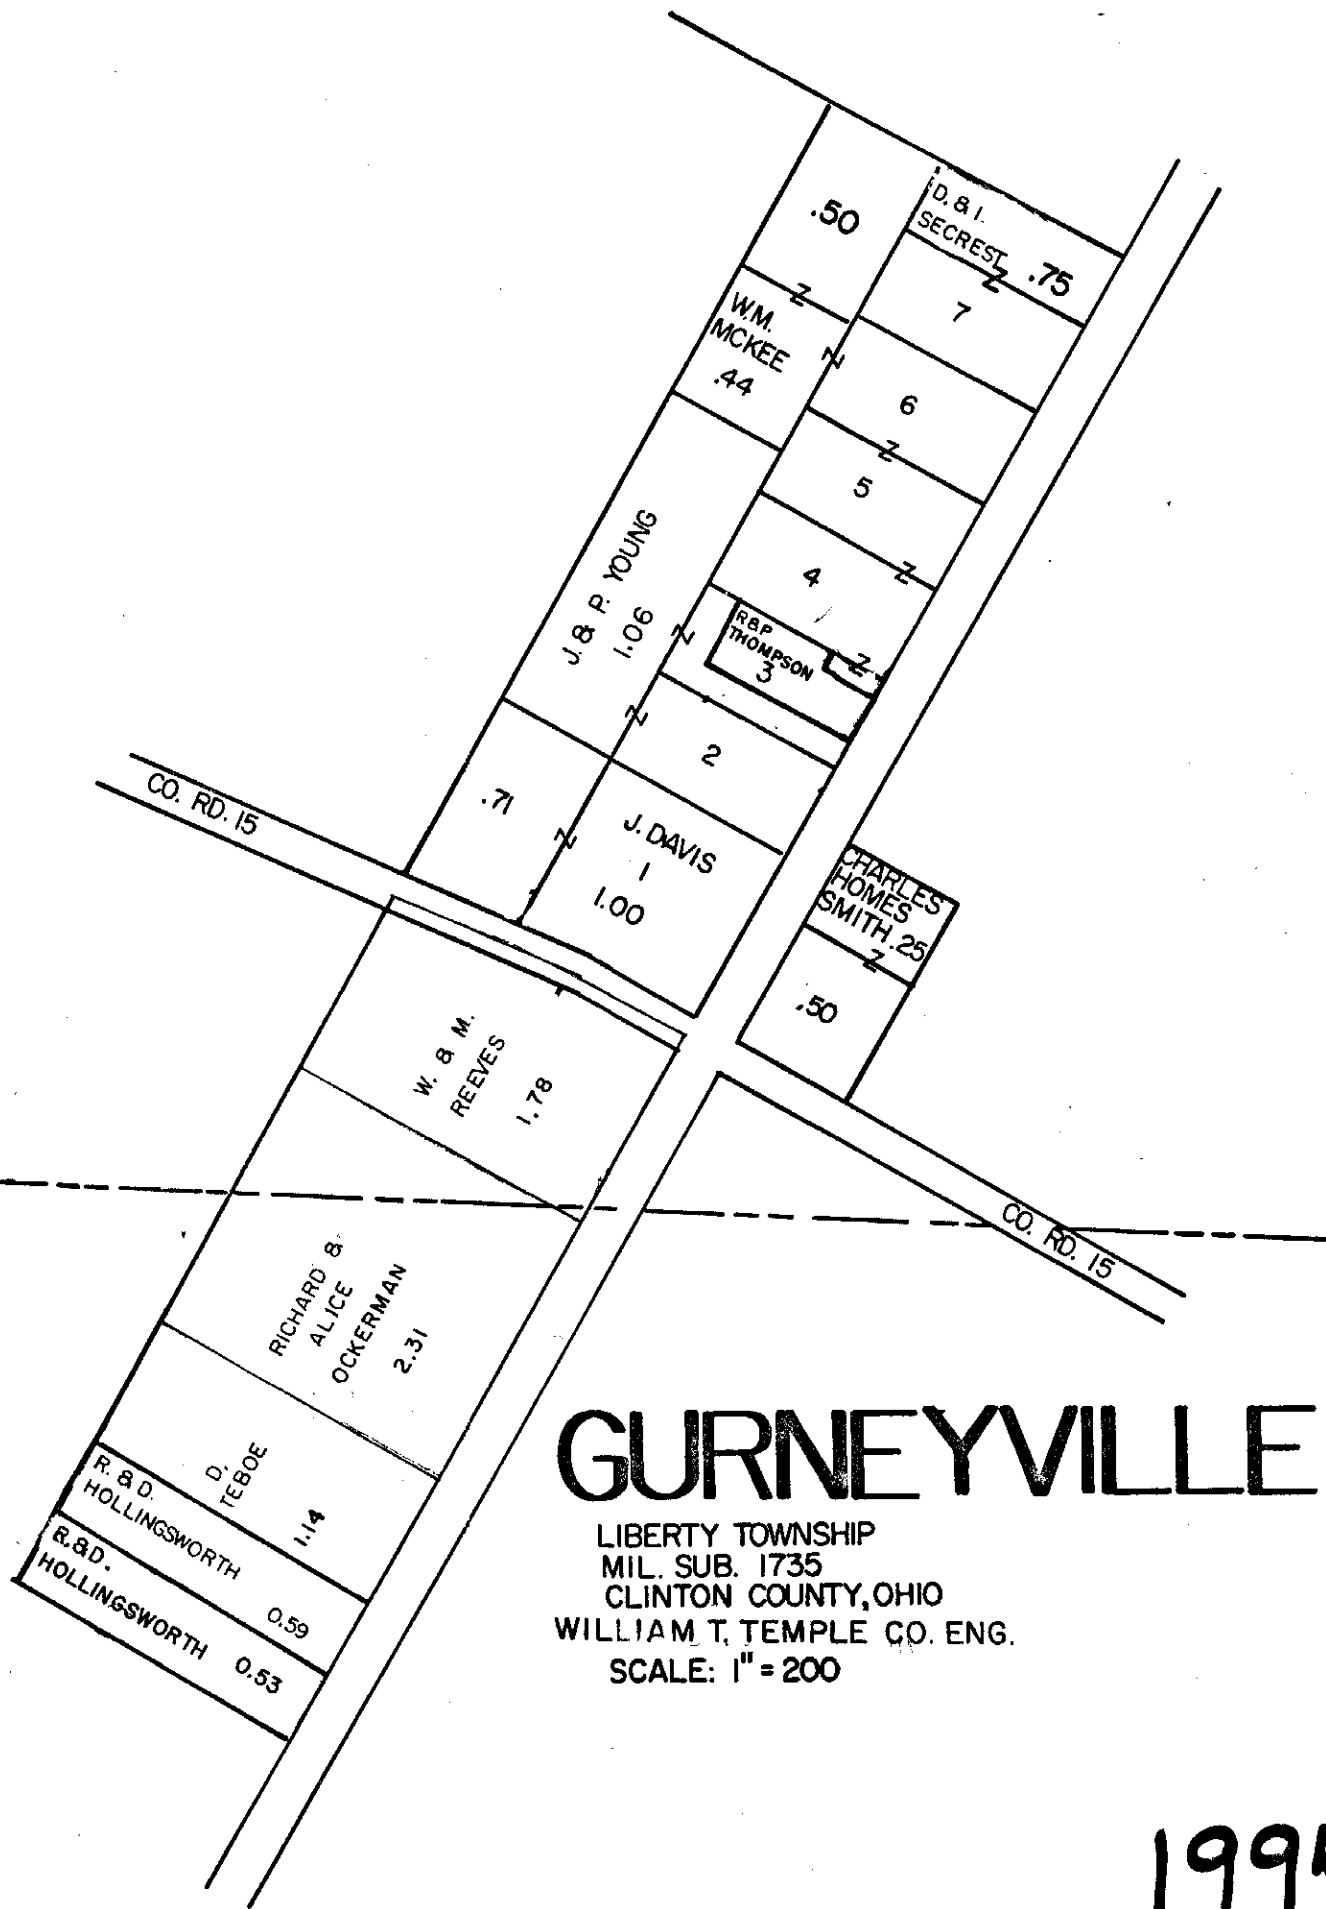 .50
D. & I.
SECREST .75
7
W.M.
MCKEE
.44
6
5
4
J. & P. YOUNG
1.06
R&P
THOMPSON
3
2
.71
J. DAVIS
1
1.00
CO. RD. 15
CHARLES
HOMES
SMITH .25
.50
W. & M.
REEVES
1.78
CO. RD. 15
RICHARD &
ALICE
OCKERMAN
2.31
D.
TEBOE
1.14
R. & D.
HOLLINGSWORTH
0.59
R.&D.
HOLLINGSWORTH 0.53
GURNEYVILLE
LIBERTY TOWNSHIP
MIL. SUB. 1735
CLINTON COUNTY, OHIO
WILLIAM T. TEMPLE CO. ENG.
SCALE: 1" = 200